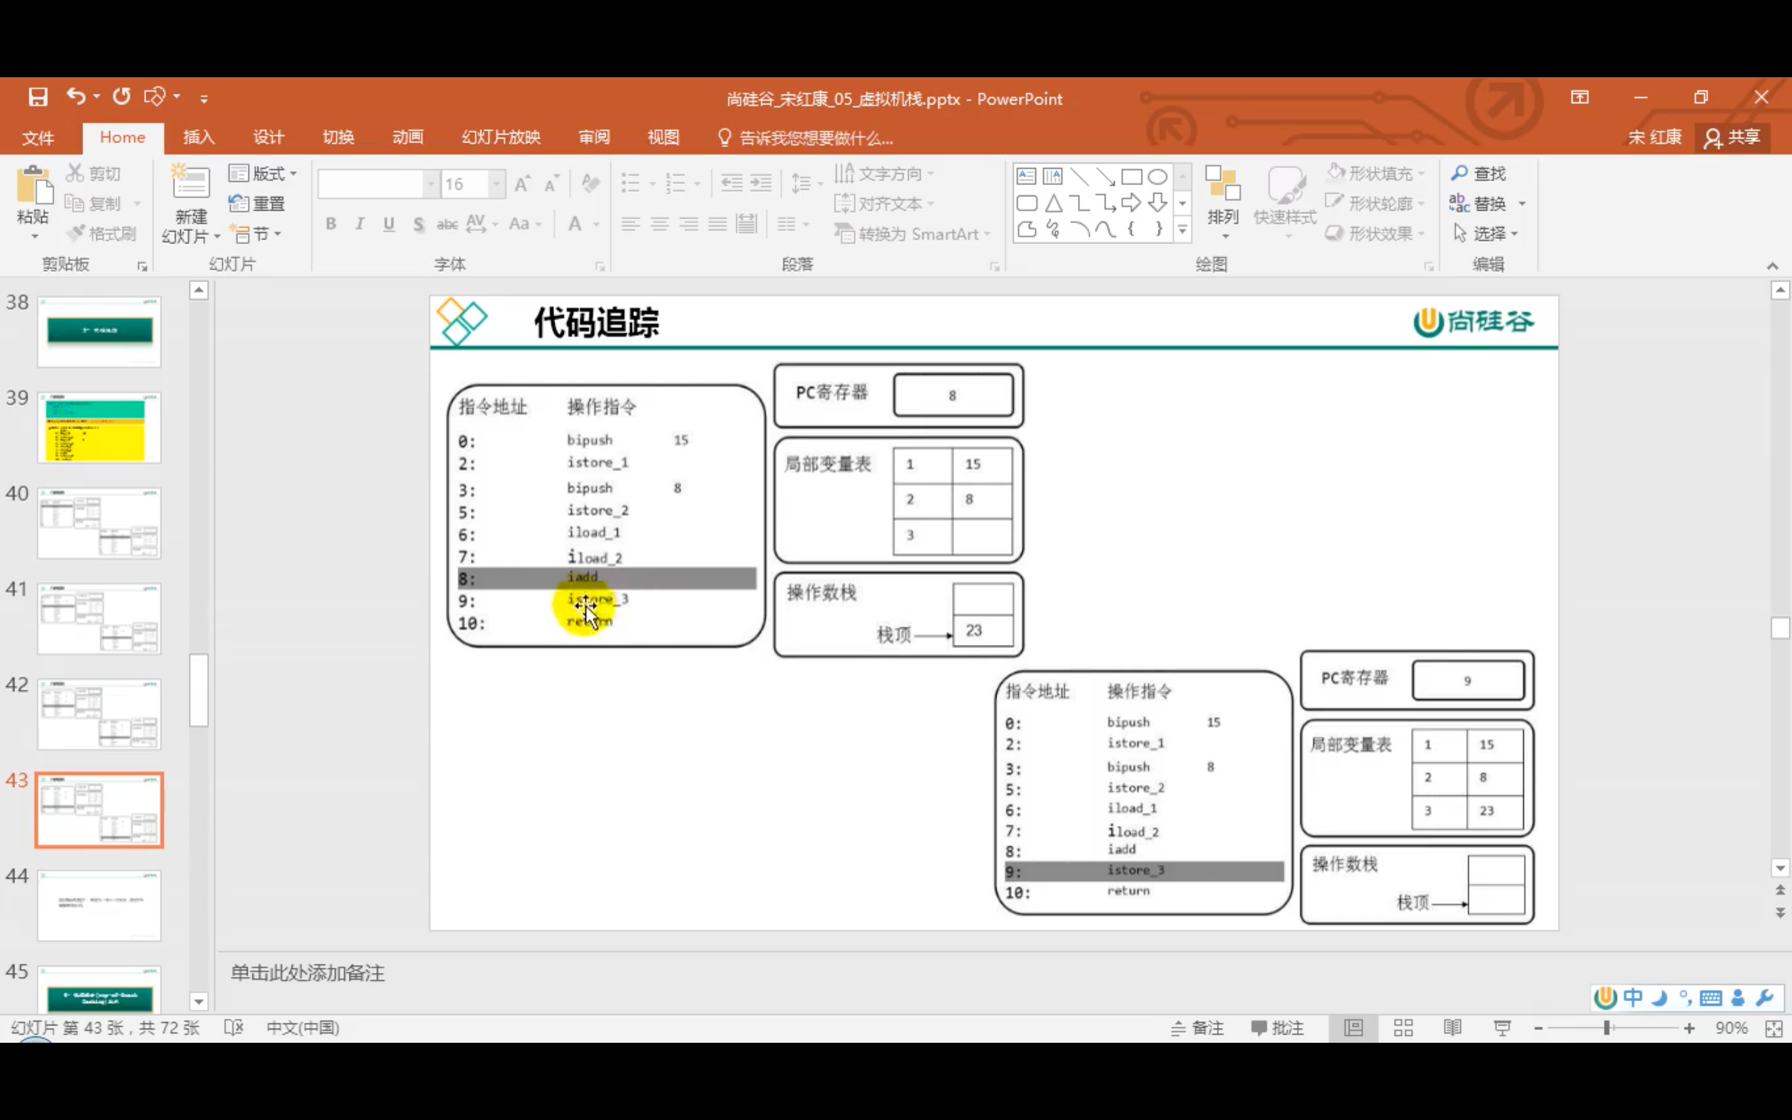 尚硅谷_宋红康_05_虚拟机栈.pptx - PowerPoint
文件 Home 插入 设计 切换 动画 幻灯片放映 审阅 视图 告诉我您想要做什么... 宋 红康 共享
粘贴 剪切 复制 格式刷
剪贴板
新建幻灯片 版式 重置 节
幻灯片
16
B I U S abc AV Aa A
字体
文字方向
对齐文本
转换为 SmartArt
段落
排列 快速样式 形状填充
形状轮廓
形状效果
绘图
查找
替换
选择
编辑
38
39
40
41
42
43
44
45
代码追踪
尚硅谷
指令地址 操作指令
0: bipush 15
2: istore_1
3: bipush 8
5: istore_2
6: iload_1
7: iload_2
8: iadd
9: istore_3
10: return
PC寄存器 8
局部变量表
1 15
2 8
3
操作数栈
栈顶 23
指令地址 操作指令
0: bipush 15
2: istore_1
3: bipush 8
5: istore_2
6: iload_1
7: iload_2
8: iadd
9: istore_3
10: return
PC寄存器 9
局部变量表
1 15
2 8
3 23
操作数栈
栈顶
单击此处添加备注
中
幻灯片 第 43 张，共 72 张 中文(中国) 备注 批注 90%